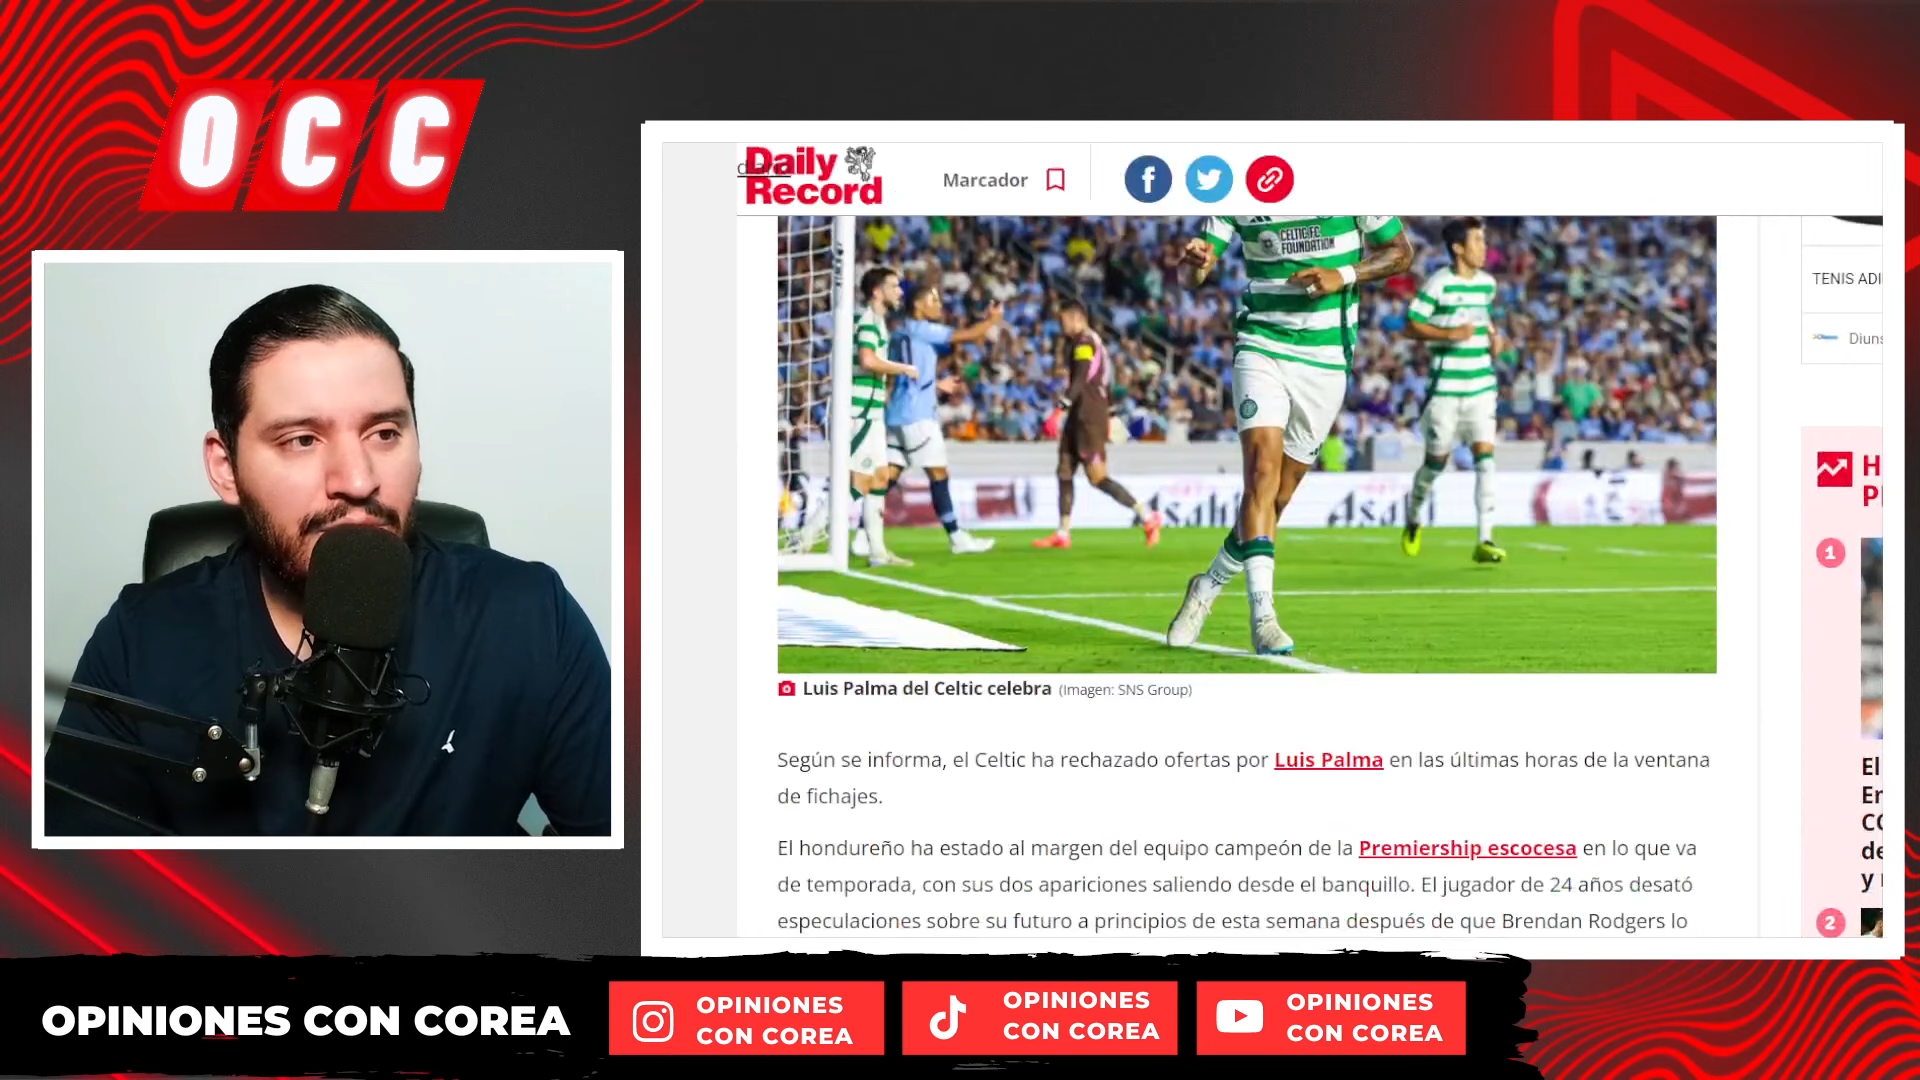 OCC
Daily
Record
Marcador
CELTIC FC
FOUNDATION
Asahi
Asahi
TENIS ADI
Diuns
Luis Palma del Celtic celebra (Imagen: SNS Group)
Según se informa, el Celtic ha rechazado ofertas por Luis Palma en las últimas horas de la ventana
de fichajes.
El hondureño ha estado al margen del equipo campeón de la Premiership escocesa en lo que va
de temporada, con sus dos apariciones saliendo desde el banquillo. El jugador de 24 años desató
especulaciones sobre su futuro a principios de esta semana después de que Brendan Rodgers lo
H
1
El
de
y
2
OPINIONES CON COREA
OPINIONES
CON COREA
OPINIONES
CON COREA
OPINIONES
CON COREA